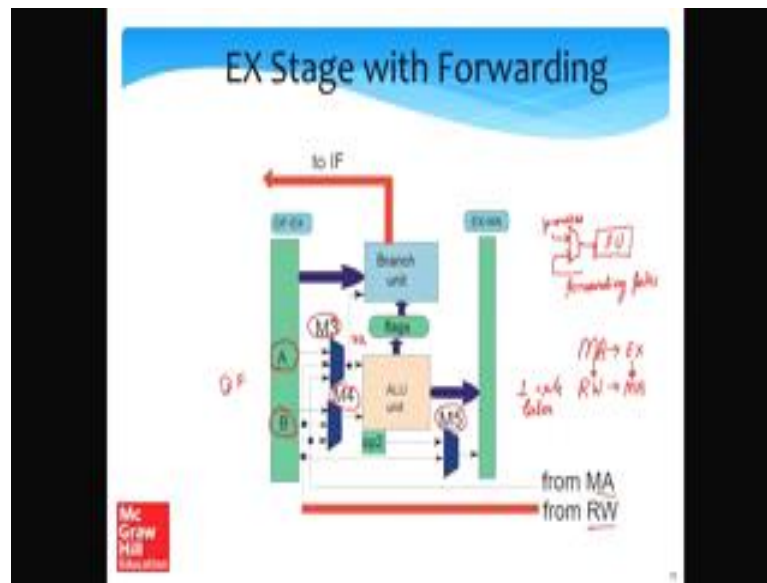 EX Stage with Forwarding
to IF
OF-EX
EX-MA
Branch
unit
FU
forwarding paths
M3
flags
A
MA → EX
OF
M4
ALU
unit
M5
1 cycle RW → MA
later
B
op2
from MA
from RW
Mc
Graw
Hill
Education